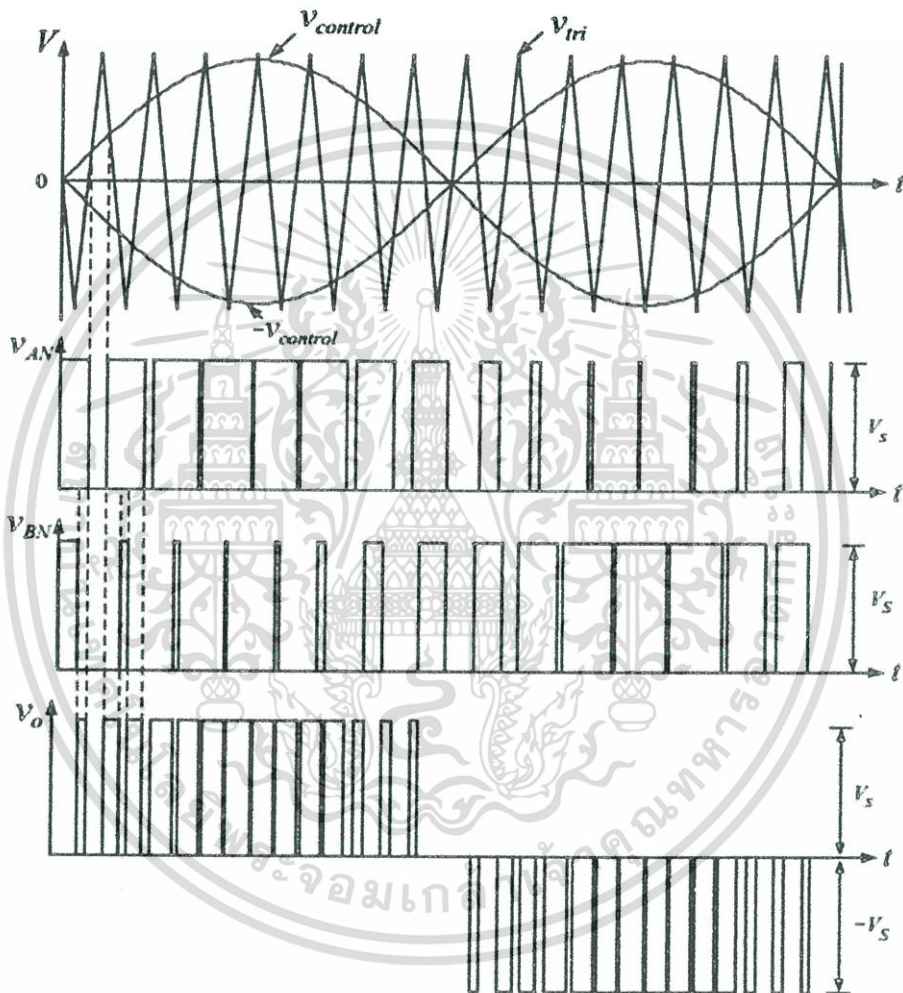 v_control
v_tri
V
0
t
-v_control
v_AN
V_s
t
v_BN
V_S
t
v_o
V_s
t
-V_S